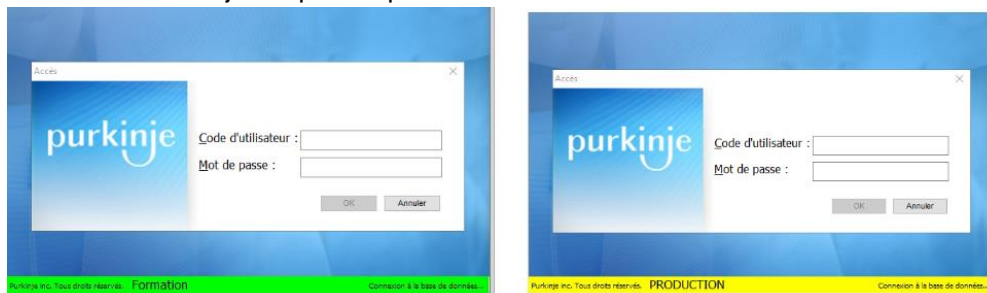 Accès
purkinje
Code d'utilisateur :
Mot de passe :
OK Annuler
Purkinje inc. Tous droits réservés. Formation Connexion à la base de données...
Accès
purkinje
Code d'utilisateur :
Mot de passe :
OK Annuler
Purkinje inc. Tous droits réservés. PRODUCTION Connexion à la base de données...